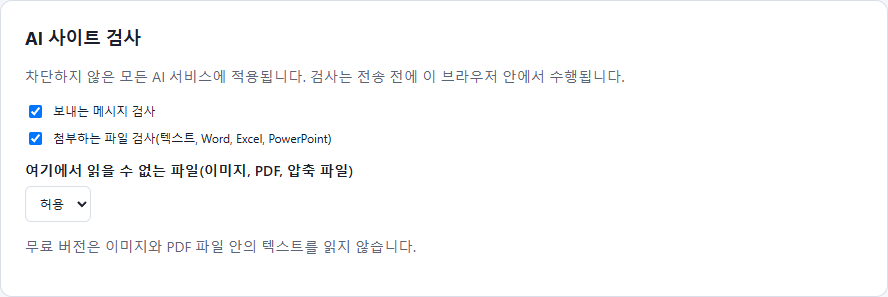 AI 사이트 검사
차단하지 않은 모든 AI 서비스에 적용됩니다. 검사는 전송 전에 이 브라우저 안에서 수행됩니다.
보내는 메시지 검사
첨부하는 파일 검사(텍스트, Word, Excel, PowerPoint)
여기에서 읽을 수 없는 파일(이미지, PDF, 압축 파일)
허용
무료 버전은 이미지와 PDF 파일 안의 텍스트를 읽지 않습니다.